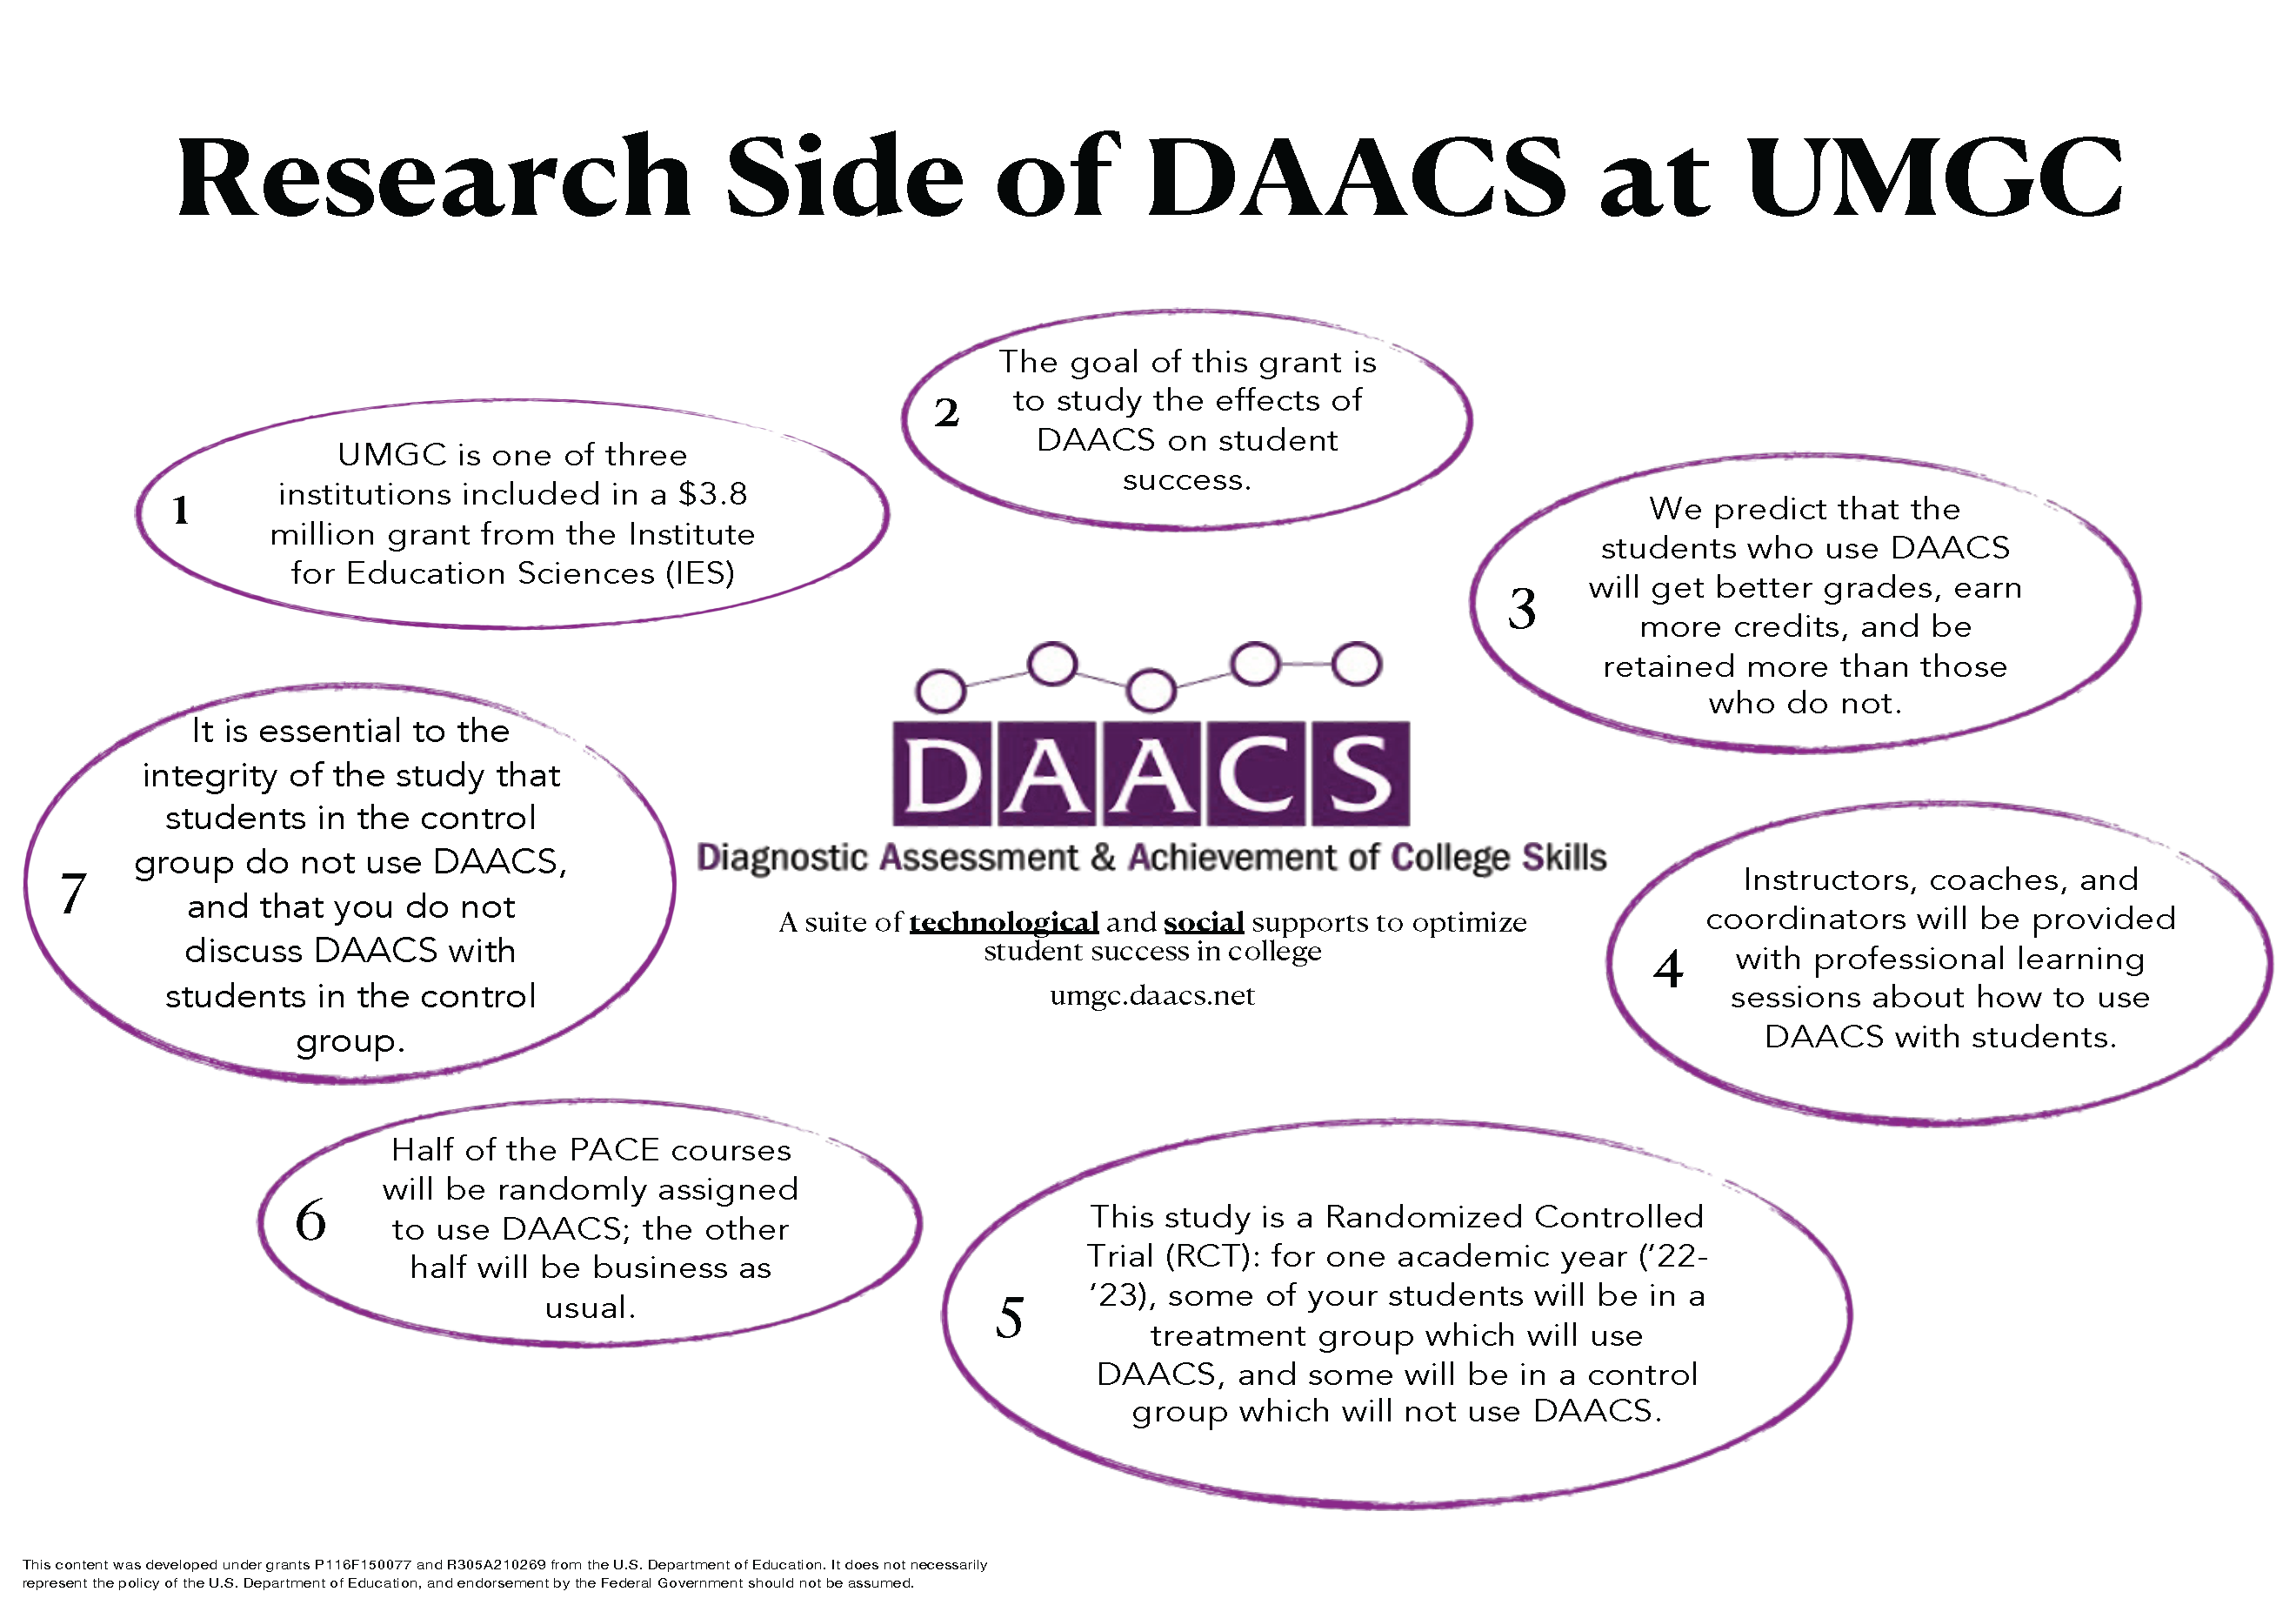 Research Side of DAACS at UMGC
1
UMGC is one of three
institutions included in a $3.8
million grant from the Institute
for Education Sciences (IES)
2
The goal of this grant is
to study the effects of
DAACS on student
success.
3
We predict that the
students who use DAACS
will get better grades, earn
more credits, and be
retained more than those
who do not.
4
Instructors, coaches, and
coordinators will be provided
with professional learning
sessions about how to use
DAACS with students.
5
This study is a Randomized Controlled
Trial (RCT): for one academic year (‘22-
‘23), some of your students will be in a
treatment group which will use
DAACS, and some will be in a control
group which will not use DAACS.
6
Half of the PACE courses
will be randomly assigned
to use DAACS; the other
half will be business as
usual.
7
It is essential to the
integrity of the study that
students in the control
group do not use DAACS,
and that you do not
discuss DAACS with
students in the control
group.
DAACS
Diagnostic Assessment & Achievement of College Skills
A suite of technological and social supports to optimize
student success in college
umgc.daacs.net
This content was developed under grants P116F150077 and R305A210269 from the U.S. Department of Education. It does not necessarily
represent the policy of the U.S. Department of Education, and endorsement by the Federal Government should not be assumed.